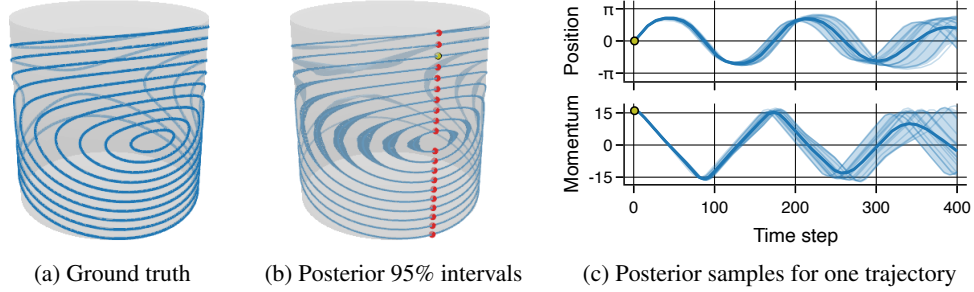 Position
π
0
-π
Momentum
15
0
-15
0 100 200 300 400
Time step
(a) Ground truth
(b) Posterior 95% intervals
(c) Posterior samples for one trajectory